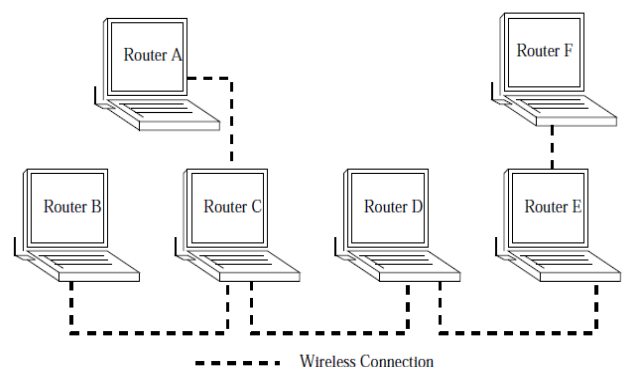 Router A
Router F
Router B
Router C
Router D
Router E
Wireless Connection